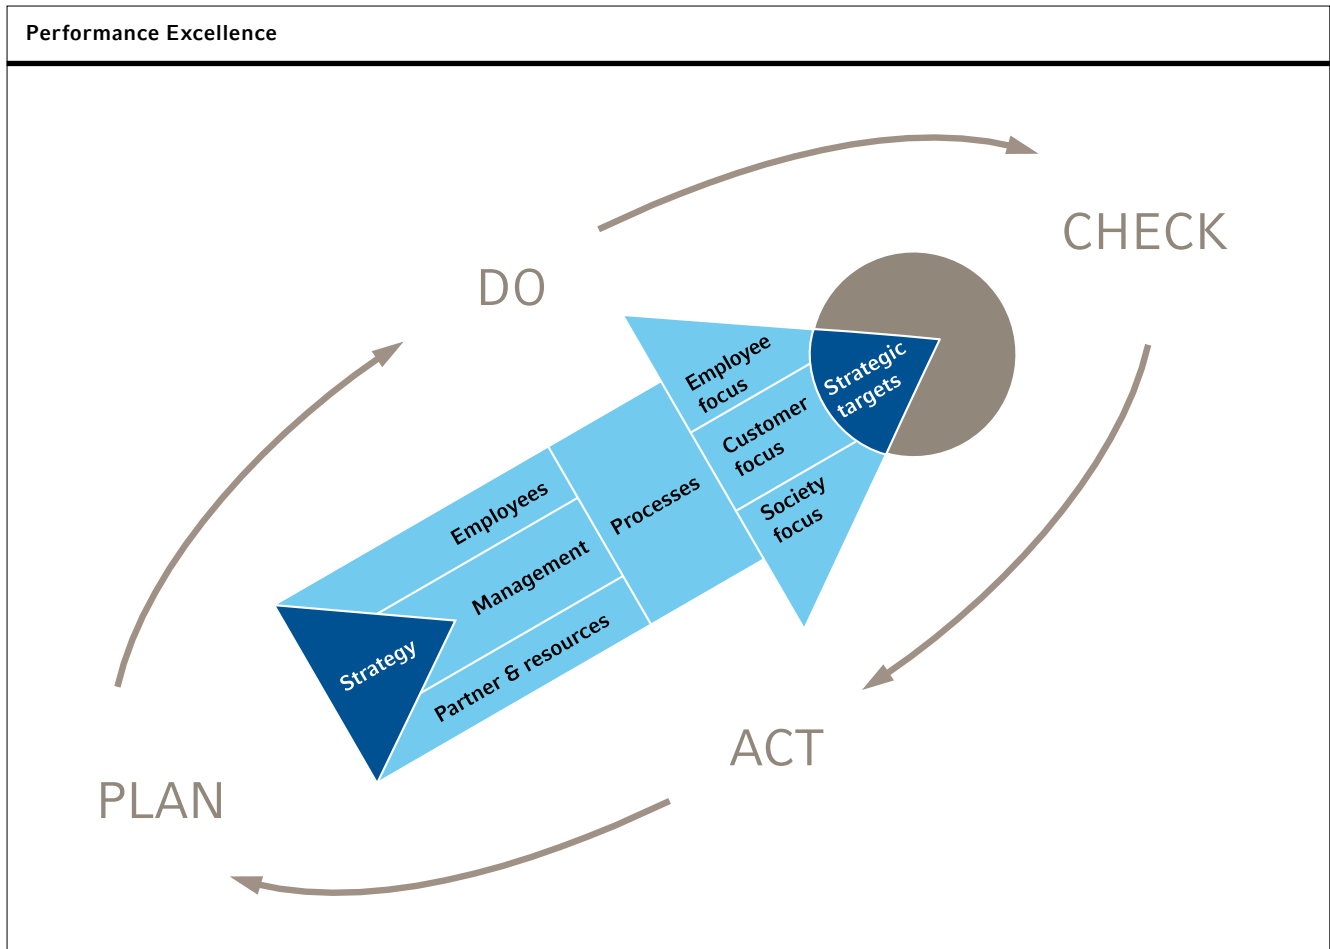 Performance Excellence
CHECK
DO
Employee
focus
Strategic
targets
Customer
focus
Society
focus
Employees
Processes
Management
Strategy
Partner & resources
ACT
PLAN